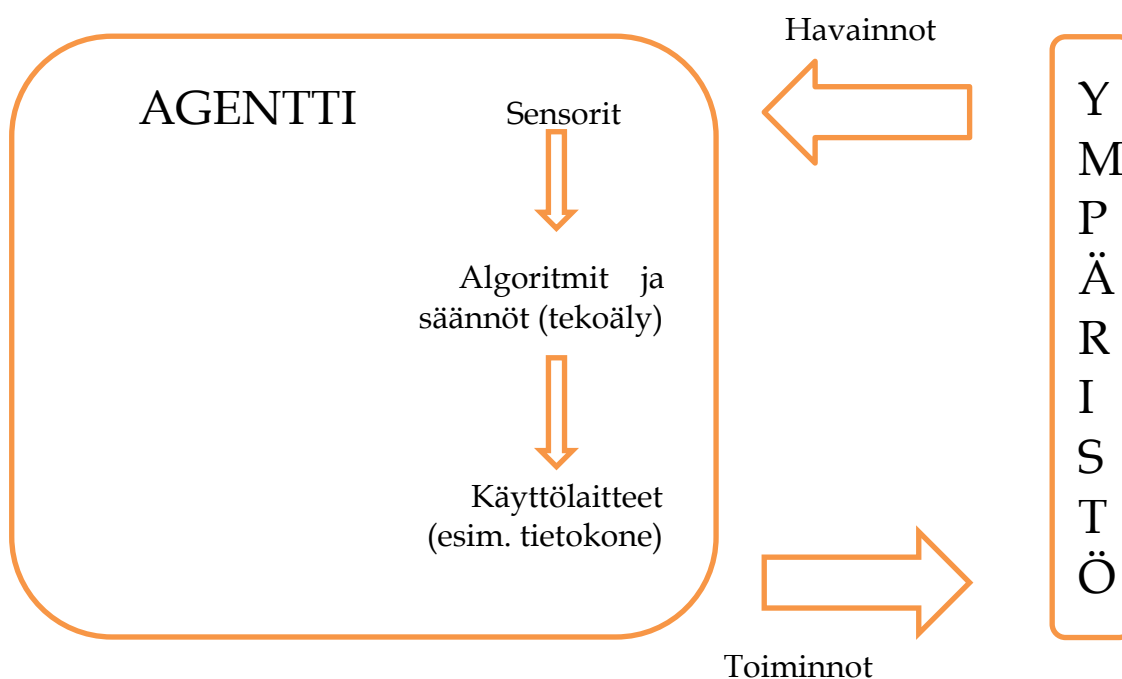 Havainnot
AGENTTI
Sensorit
Algoritmit ja
säännöt (tekoäly)
Käyttölaitteet
(esim. tietokone)
Toiminnot
Y
M
P
Ä
R
I
S
T
Ö